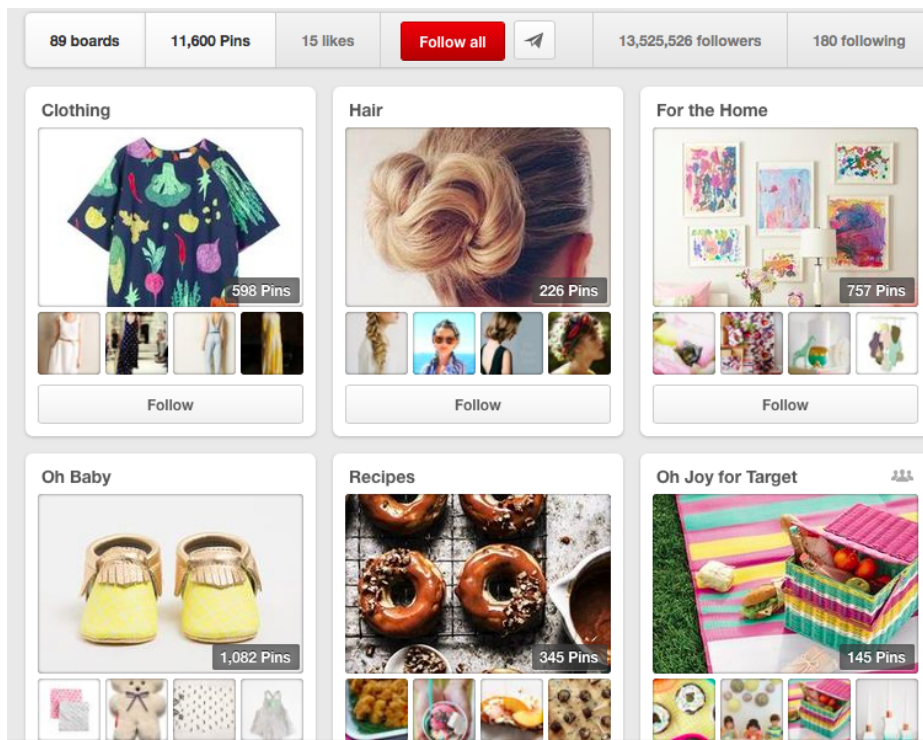 89 boards 11,600 Pins 15 likes Follow all 13,525,526 followers 180 following
Clothing
598 Pins
Follow
Hair
226 Pins
Follow
For the Home
757 Pins
Follow
Oh Baby
1,082 Pins
Recipes
345 Pins
Oh Joy for Target
145 Pins